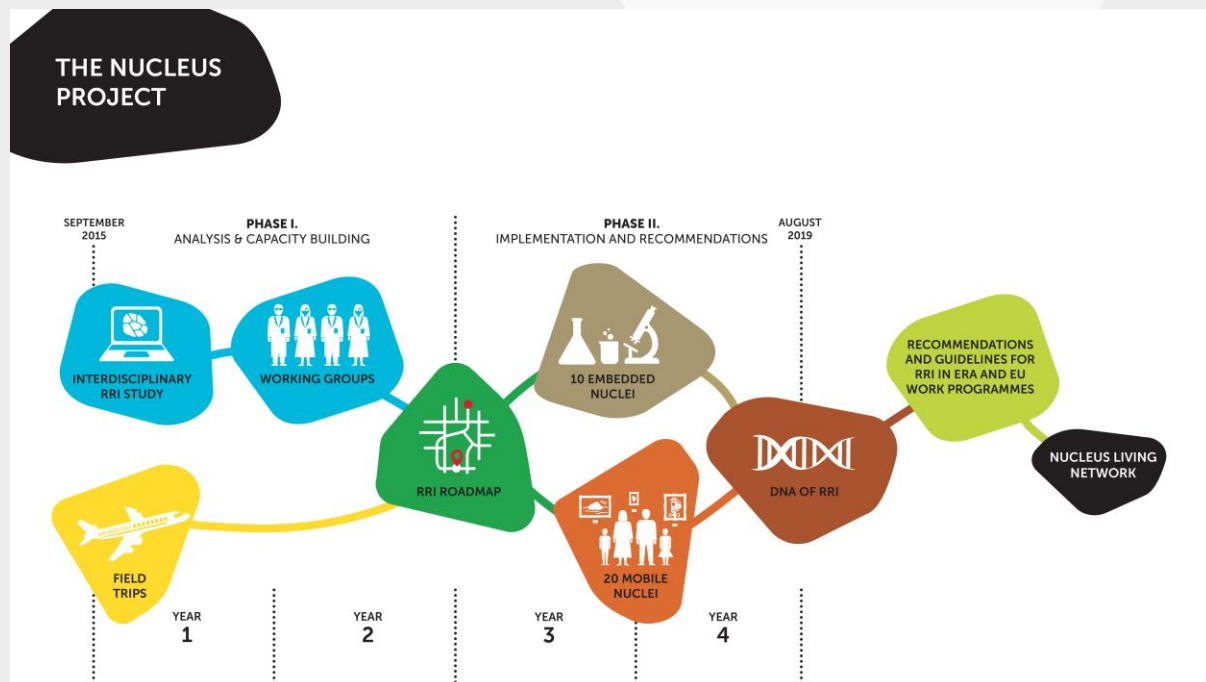 THE NUCLEUS
PROJECT
SEPTEMBER
2015
PHASE I.
ANALYSIS & CAPACITY BUILDING
PHASE II.
IMPLEMENTATION AND RECOMMENDATIONS
AUGUST
2019
INTERDISCIPLINARY
RRI STUDY
WORKING GROUPS
RRI ROADMAP
10 EMBEDDED
NUCLEI
DNA OF RRI
RECOMMENDATIONS
AND GUIDELINES FOR
RRI IN ERA AND EU
WORK PROGRAMMES
NUCLEUS LIVING
NETWORK
FIELD
TRIPS
20 MOBILE
NUCLEI
YEAR
1
YEAR
2
YEAR
3
YEAR
4